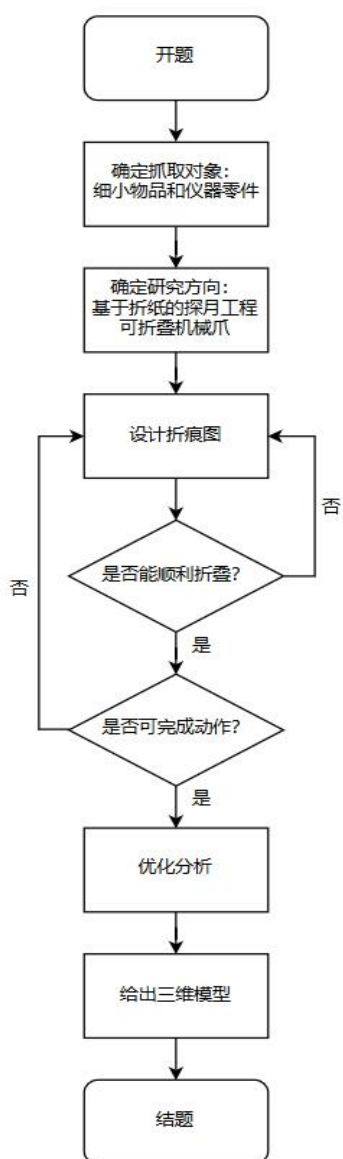 开题
确定抓取对象：
细小物品和仪器零件
确定研究方向：
基于折纸的探月工程
可折叠机械爪
设计折痕图
否
是否能顺利折叠?
否
是
是否可完成动作?
是
优化分析
给出三维模型
结题